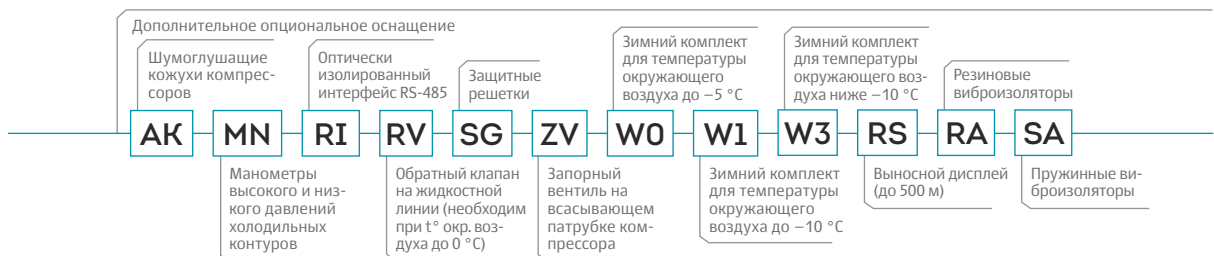 Дополнительное опциональное оснащение
Шумоглушащие
кожухи компрес-
соров
Оптически
изолированный
интерфейс RS-485
Защитные
решетки
Зимний комплект
для температуры
окружающего
воздуха до −5 °C
Зимний комплект
для температуры
окружающего воз-
духа ниже −10 °C
Резиновые
виброизоляторы
AK MN RI RV SG ZV W0 W1 W3 RS RA SA
Манометры
высокого и низ-
кого давлений
холодильных
контуров
Обратный клапан
на жидкостной
линии (необходим
при t° окр. воз-
духа до 0 °C)
Запорный
вентиль на
всасывающем
патрубке ком-
прессора
Зимний комплект
для температуры
окружающего
воздуха до −10 °C
Выносной дисплей
(до 500 м)
Пружинные ви-
броизоляторы